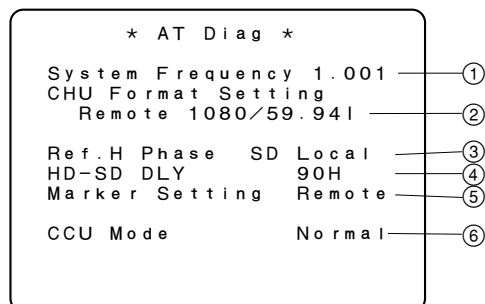 * AT Diag *
System Frequency 1.001 ①
CHU Format Setting
Remote 1080/59.94I ②
Ref.H Phase SD Local ③
HD-SD DLY 90H ④
Marker Setting Remote ⑤
CCU Mode Normal ⑥